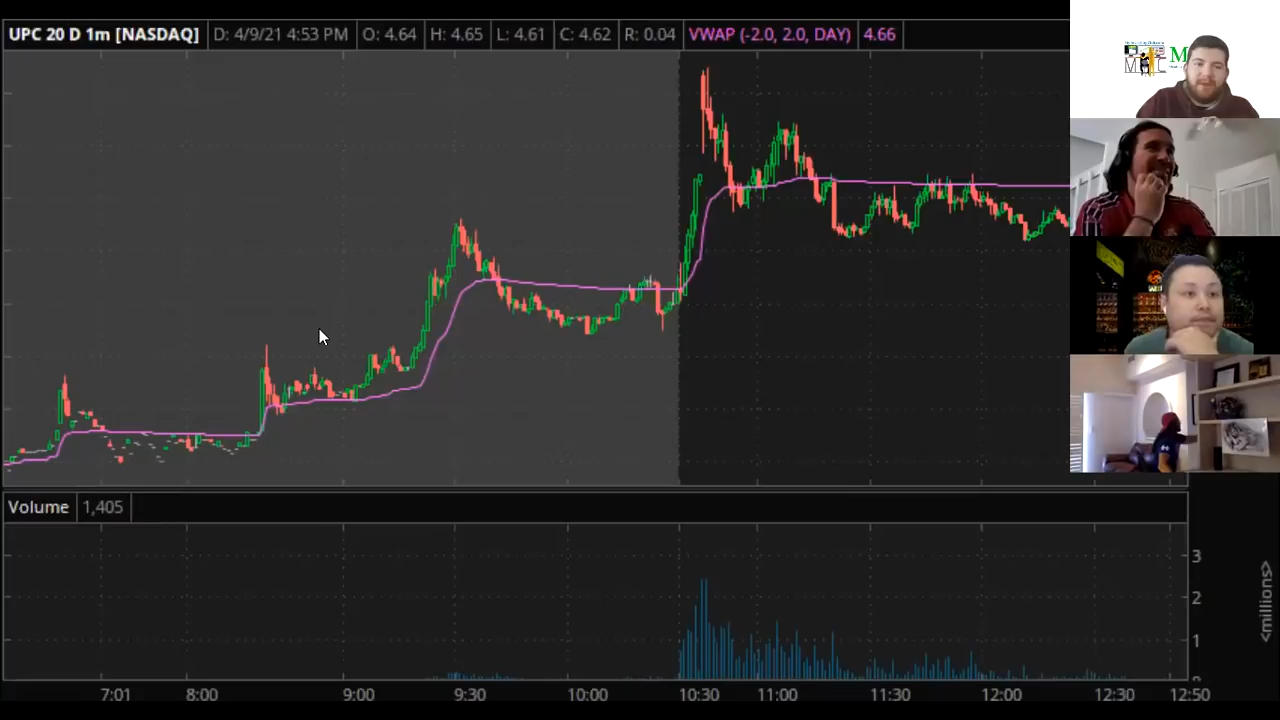 UPC 20 D 1m [NASDAQ] D: 4/9/21 4:53 PM O: 4.64 H: 4.65 L: 4.61 C: 4.62 R: 0.04 VWAP (-2.0, 2.0, DAY) 4.66
Volume 1,405
3
2
1
<millions>
7:01 8:00 9:00 9:30 10:00 10:30 11:00 11:30 12:00 12:30 12:50